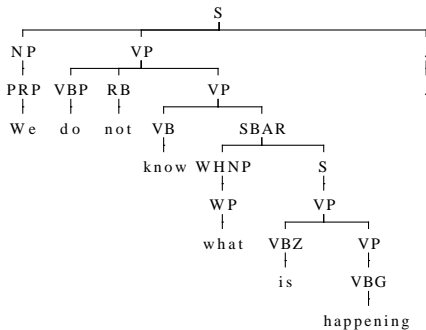 S
NP VP .
PRP VBP RB VP .
We do not VB SBAR
know WHNP S
WP VP
what VBZ VP
is VBG
happening